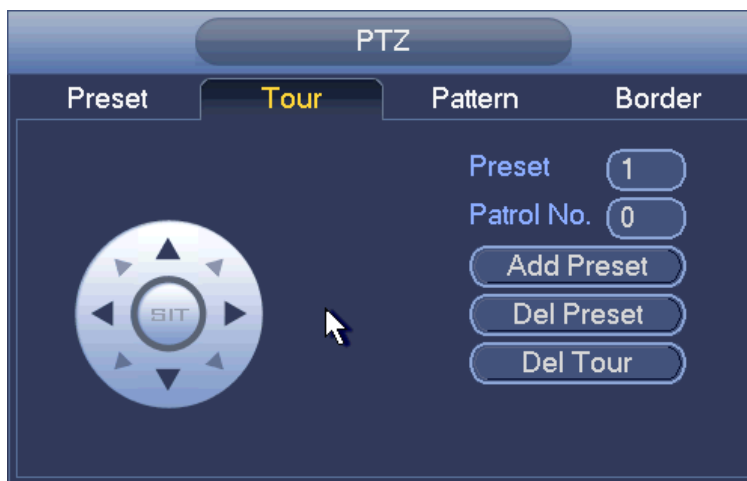 PTZ
Preset Tour Pattern Border
Preset 1
Patrol No. 0
SIT
Add Preset
Del Preset
Del Tour